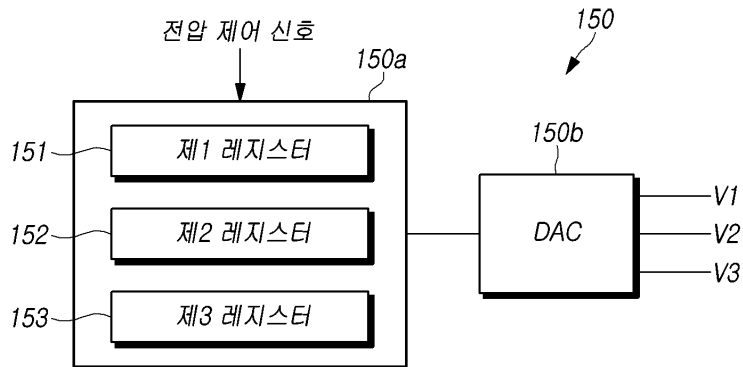 전압 제어 신호
150
150a
151
제1 레지스터
150b
152
제2 레지스터
DAC
V1
V2
V3
153
제3 레지스터